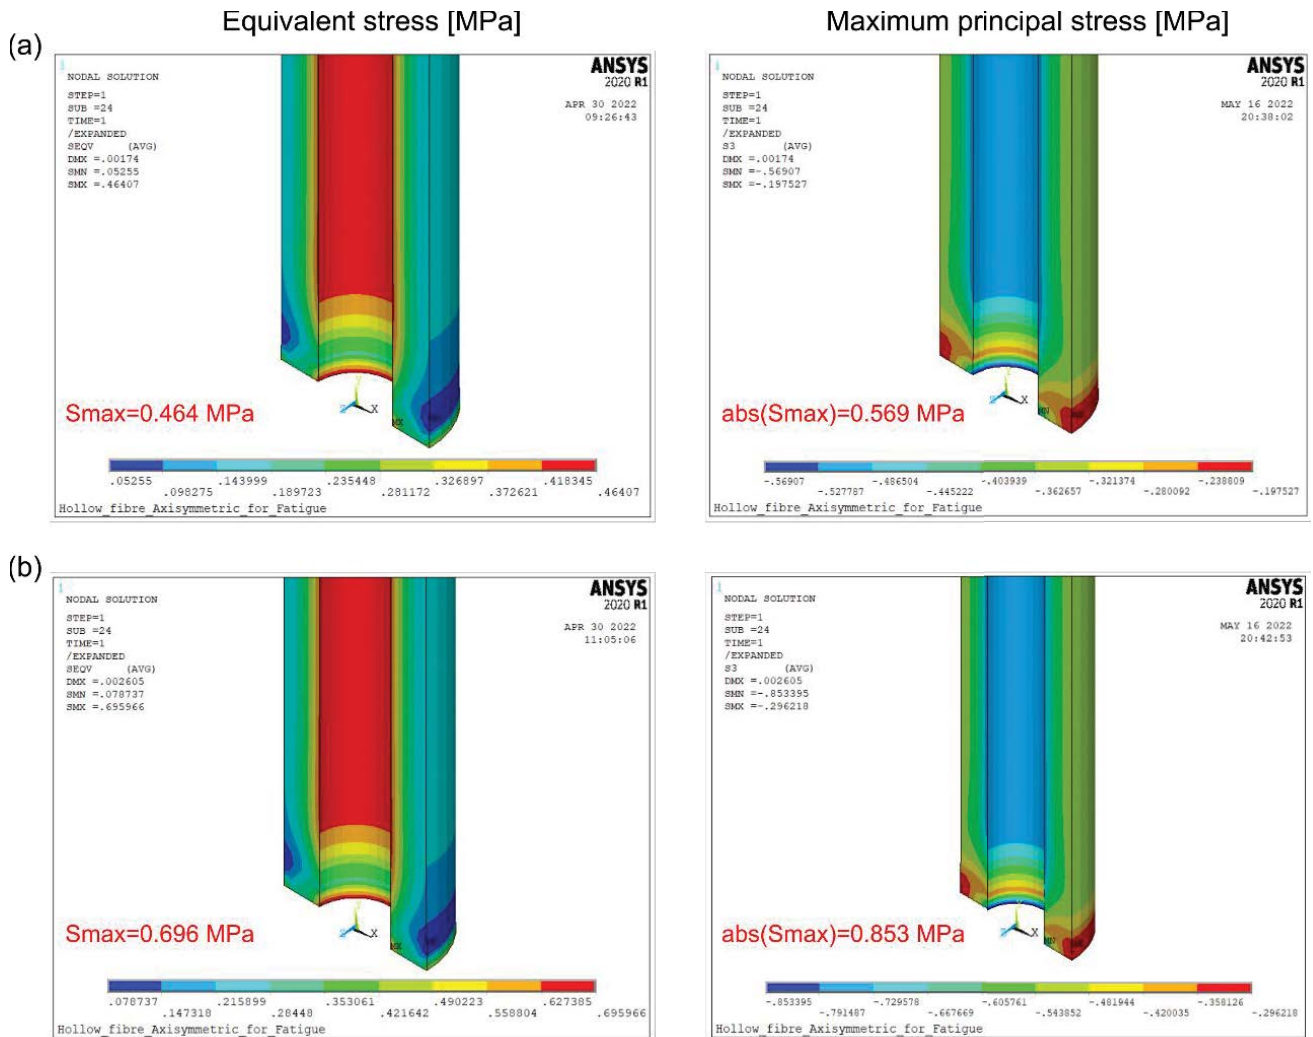 Equivalent stress [MPa]
Maximum principal stress [MPa]
(a)
1
NODAL SOLUTION
STEP=1
SUB =24
TIME=1
/EXPANDED
SEQV (AVG)
DMX =.00174
SMN =.05255
SMX =.46407
ANSYS
2020 R1
APR 30 2022
09:26:43
Y
Z X
MX
Smax=0.464 MPa
.05255 .143999 .235448 .326897 .418345
.098275 .189723 .281172 .372621 .46407
Hollow_fibre_Axisymmetric_for_Fatigue
1
NODAL SOLUTION
STEP=1
SUB =24
TIME=1
/EXPANDED
S3 (AVG)
DMX =.00174
SMN =-.56907
SMX =-.197527
ANSYS
2020 R1
MAY 16 2022
20:38:02
Z X
MN
abs(Smax)=0.569 MPa
-.56907 -.486504 -.403939 -.321374 -.238809
-.527787 -.445222 -.362657 -.280092 -.197527
Hollow_fibre_Axisymmetric_for_Fatigue
(b)
1
NODAL SOLUTION
STEP=1
SUB =24
TIME=1
/EXPANDED
SEQV (AVG)
DMX =.002605
SMN =.078737
SMX =.695966
ANSYS
2020 R1
APR 30 2022
11:05:06
Z X
MX
Smax=0.696 MPa
.078737 .215899 .353061 .490223 .627385
.147318 .28448 .421642 .558804 .695966
Hollow_fibre_Axisymmetric_for_Fatigue
1
NODAL SOLUTION
STEP=1
SUB =24
TIME=1
/EXPANDED
S3 (AVG)
DMX =.002605
SMN =-.853395
SMX =-.296218
ANSYS
2020 R1
MAY 16 2022
20:42:53
Z X
MN
abs(Smax)=0.853 MPa
-.853395 -.729578 -.605761 -.481944 -.358126
-.791487 -.667669 -.543852 -.420035 -.296218
Hollow_fibre_Axisymmetric_for_Fatigue